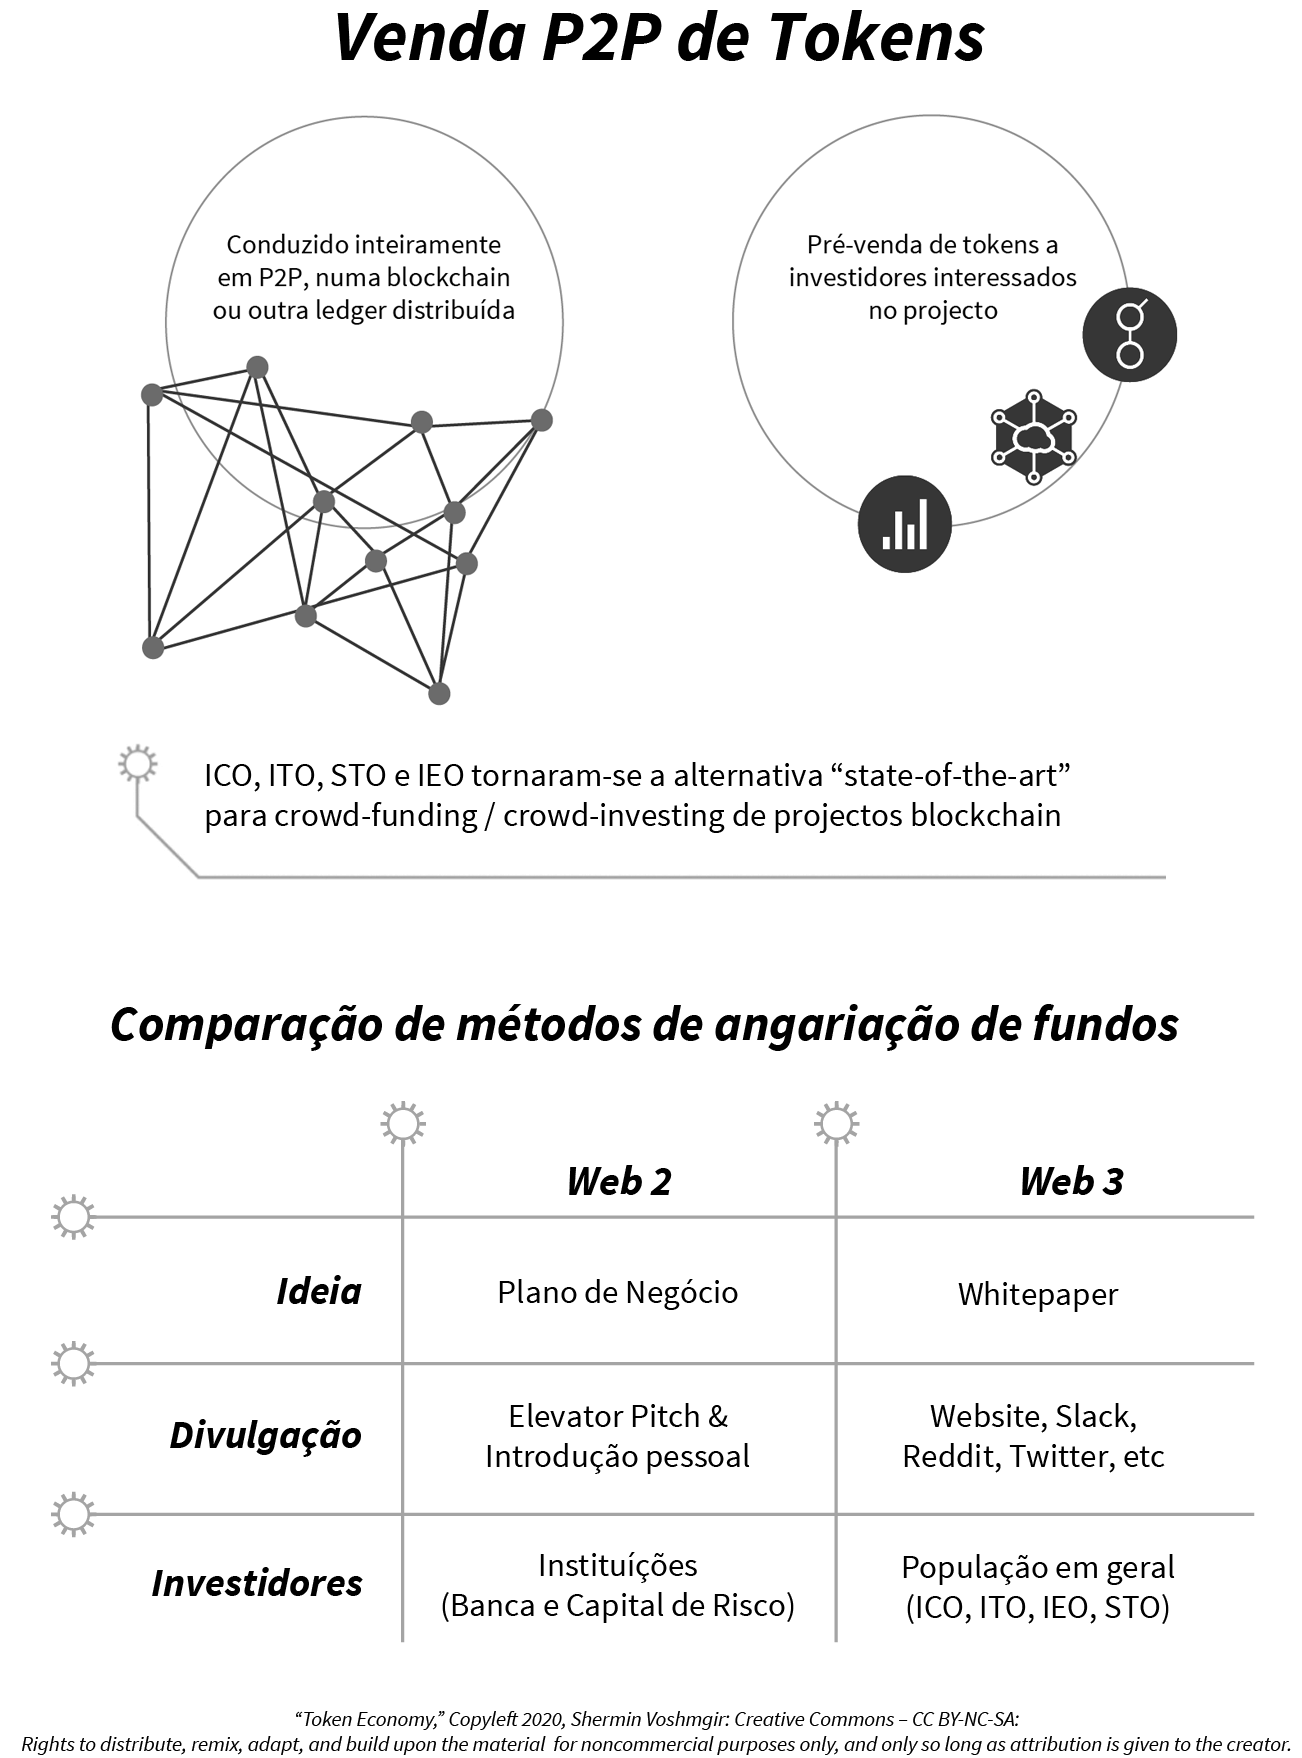 Venda P2P de Tokens
Conduzido inteiramente
em P2P, numa blockchain
ou outra ledger distribuída
Pré-venda de tokens a
investidores interessados
no projecto
ICO, ITO, STO e IEO tornaram-se a alternativa “state-of-the-art”
para crowd-funding / crowd-investing de projectos blockchain
Comparação de métodos de angariação de fundos
Web 2
Web 3
Ideia
Plano de Negócio
Whitepaper
Divulgação
Elevator Pitch &
Introdução pessoal
Website, Slack,
Reddit, Twitter, etc
Investidores
Instituíções
(Banca e Capital de Risco)
População em geral
(ICO, ITO, IEO, STO)
“Token Economy,” Copyleft 2020, Shermin Voshmgir: Creative Commons – CC BY-NC-SA:
Rights to distribute, remix, adapt, and build upon the material for noncommercial purposes only, and only so long as attribution is given to the creator.